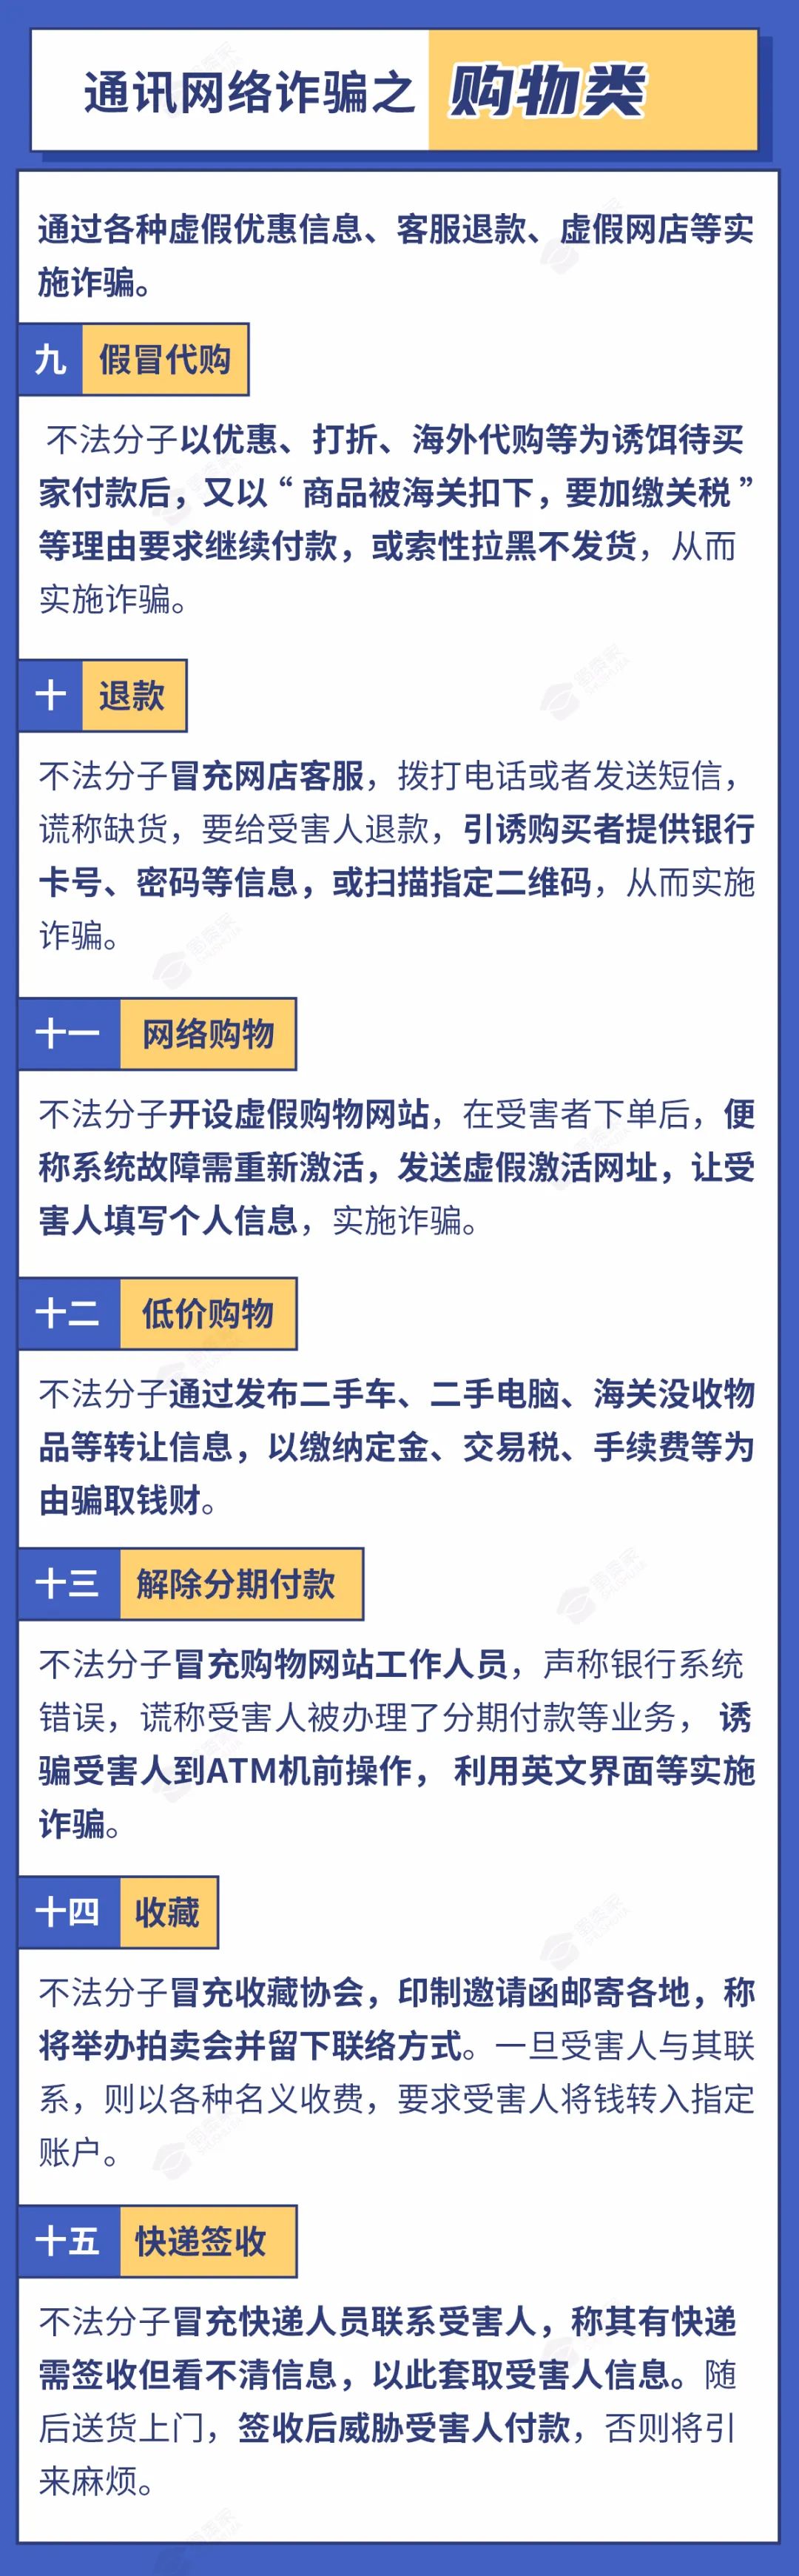 通讯网络诈骗之 购物类
通过各种虚假优惠信息、客服退款、虚假网店等实
施诈骗。
九 假冒代购
不法分子以优惠、打折、海外代购等为诱饵待买
家付款后，又以“商品被海关扣下，要加缴关税”
等理由要求继续付款，或索性拉黑不发货，从而
实施诈骗。
十 退款
不法分子冒充网店客服，拨打电话或者发送短信，
谎称缺货，要给受害人退款，引诱购买者提供银行
卡号、密码等信息，或扫描指定二维码，从而实施
诈骗。
十一 网络购物
不法分子开设虚假购物网站，在受害者下单后，便
称系统故障需重新激活，发送虚假激活网址，让受
害人填写个人信息，实施诈骗。
十二 低价购物
不法分子通过发布二手车、二手电脑、海关没收物
品等转让信息，以缴纳定金、交易税、手续费等为
由骗取钱财。
十三 解除分期付款
不法分子冒充购物网站工作人员，声称银行系统
错误，谎称受害人被办理了分期付款等业务，诱
骗受害人到ATM机前操作，利用英文界面等实施
诈骗。
十四 收藏
不法分子冒充收藏协会，印制邀请函邮寄各地，称
将举办拍卖会并留下联络方式。一旦受害人与其联
系，则以各种名义收费，要求受害人将钱转入指定
账户。
十五 快递签收
不法分子冒充快递人员联系受害人，称其有快递
需签收但看不清信息，以此套取受害人信息。随
后送货上门，签收后威胁受害人付款，否则将引
来麻烦。